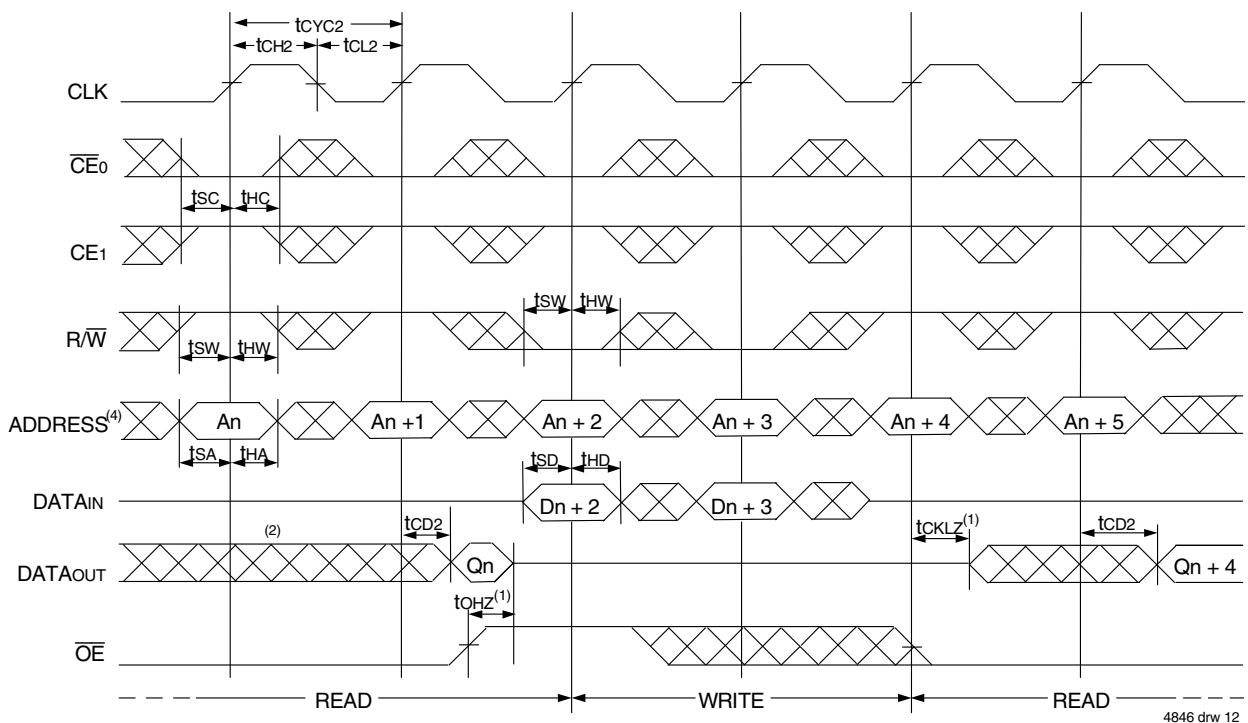 tCYC2
tCH2 tCL2
CLK
CE0
tSC tHC
CE1
tSW tHW
R/W
tSW tHW
ADDRESS(4) An An +1 An + 2 An + 3 An + 4 An + 5
tSA tHA tSD tHD
DATAIN Dn + 2 Dn + 3
(2) tCD2 tCKLZ(1) tCD2
DATAOUT Qn Qn + 4
tOHZ(1)
OE
READ WRITE READ
4846 drw 12